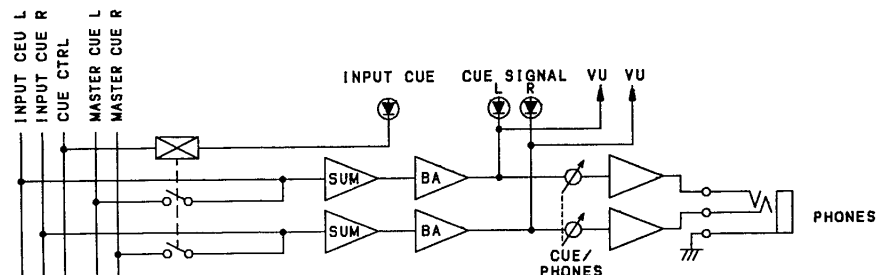 INPUT CEU L
INPUT CUE R
CUE CTRL
MASTER CUE L
MASTER CUE R
INPUT CUE
CUE SIGNAL
L
R
VU
VU
SUM
BA
SUM
BA
CUE/
PHONES
PHONES